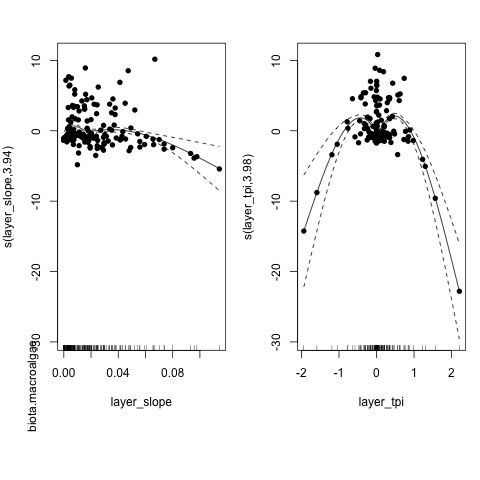 s(layer_slope,3.94)
10
0
-10
-20
-30
biota.macroalgae
0.00 0.04 0.08
layer_slope
s(layer_tpi,3.98)
10
0
-10
-20
-30
-2 -1 0 1 2
layer_tpi